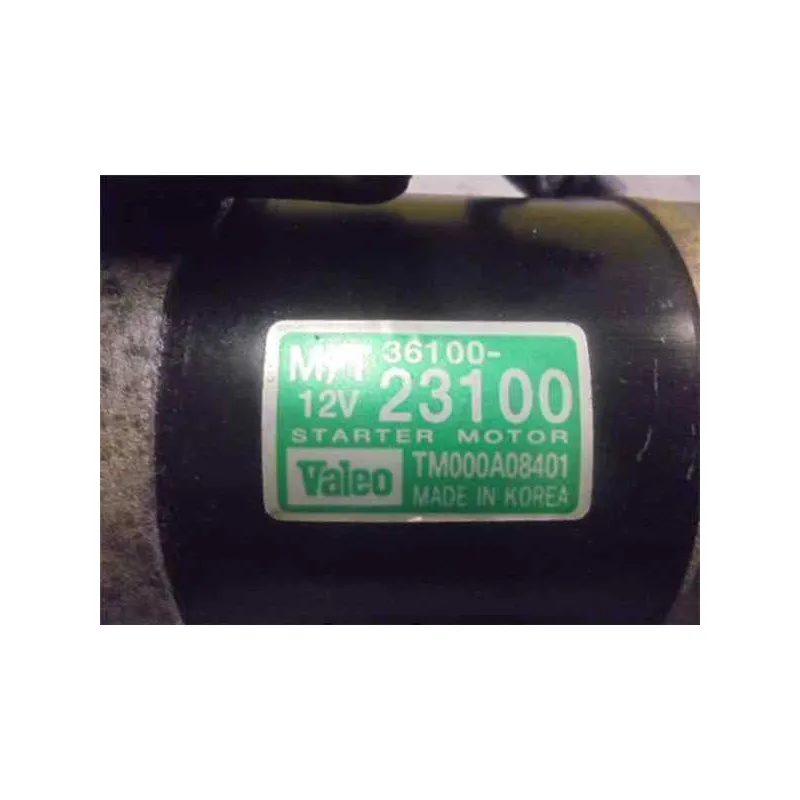 M/T 36100-
12V 23100
STARTER MOTOR
Valeo TM000A08401
MADE IN KOREA